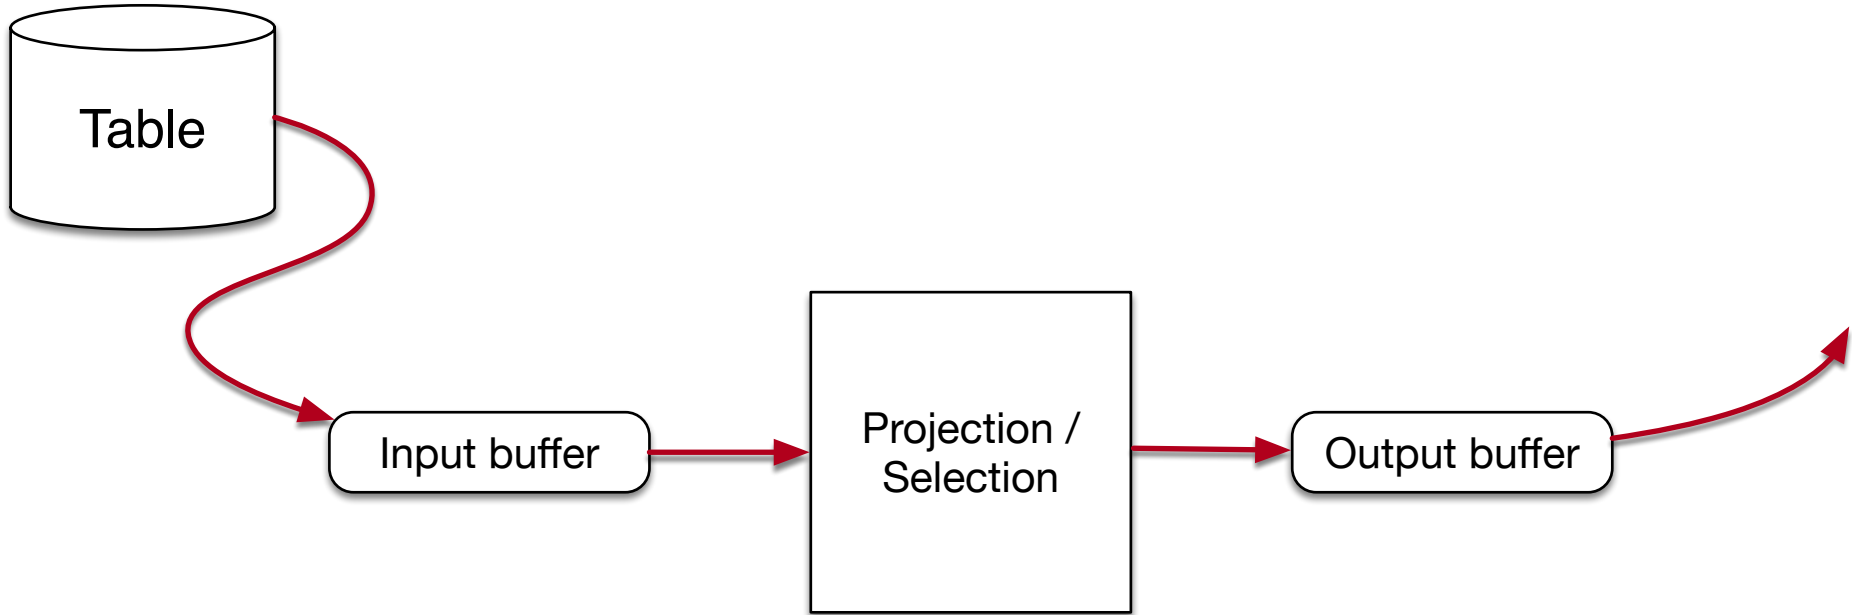 Table
Input buffer
Projection /
Selection
Output buffer